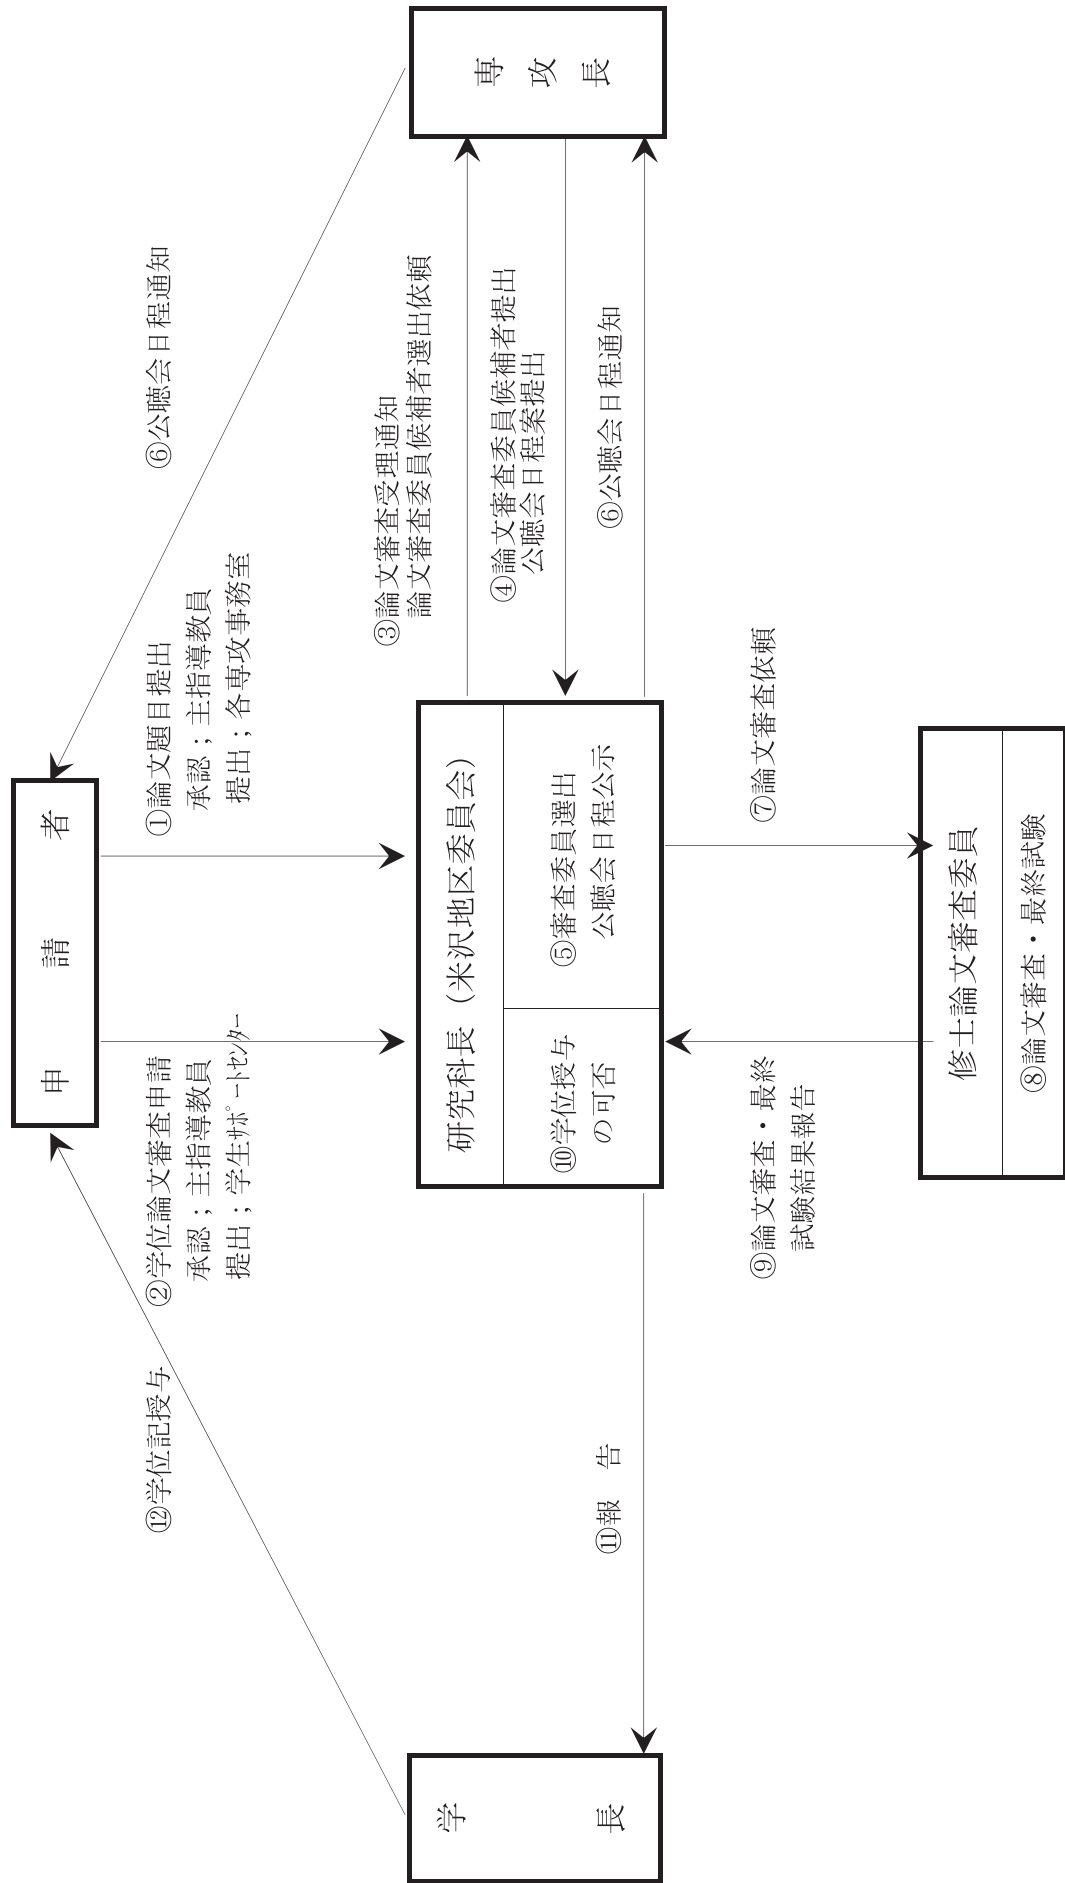 申請者
⑫学位記授与
②学位論文審査申請
承認；主指導教員
提出；学生ｻﾎﾟｰﾄｾﾝﾀｰ
①論文題目提出
承認；主指導教員
提出；各専攻事務室
⑥公聴会日程通知
学長
⑪報　告
研究科長（米沢地区委員会）
⑩学位授与
の可否
⑤審査委員選出
公聴会日程公示
③論文審査受理通知
論文審査委員候補者選出依頼
④論文審査委員候補者提出
公聴会日程案提出
⑥公聴会日程通知
専攻長
⑨論文審査・最終
試験結果報告
⑦論文審査依頼
修士論文審査委員
⑧論文審査・最終試験